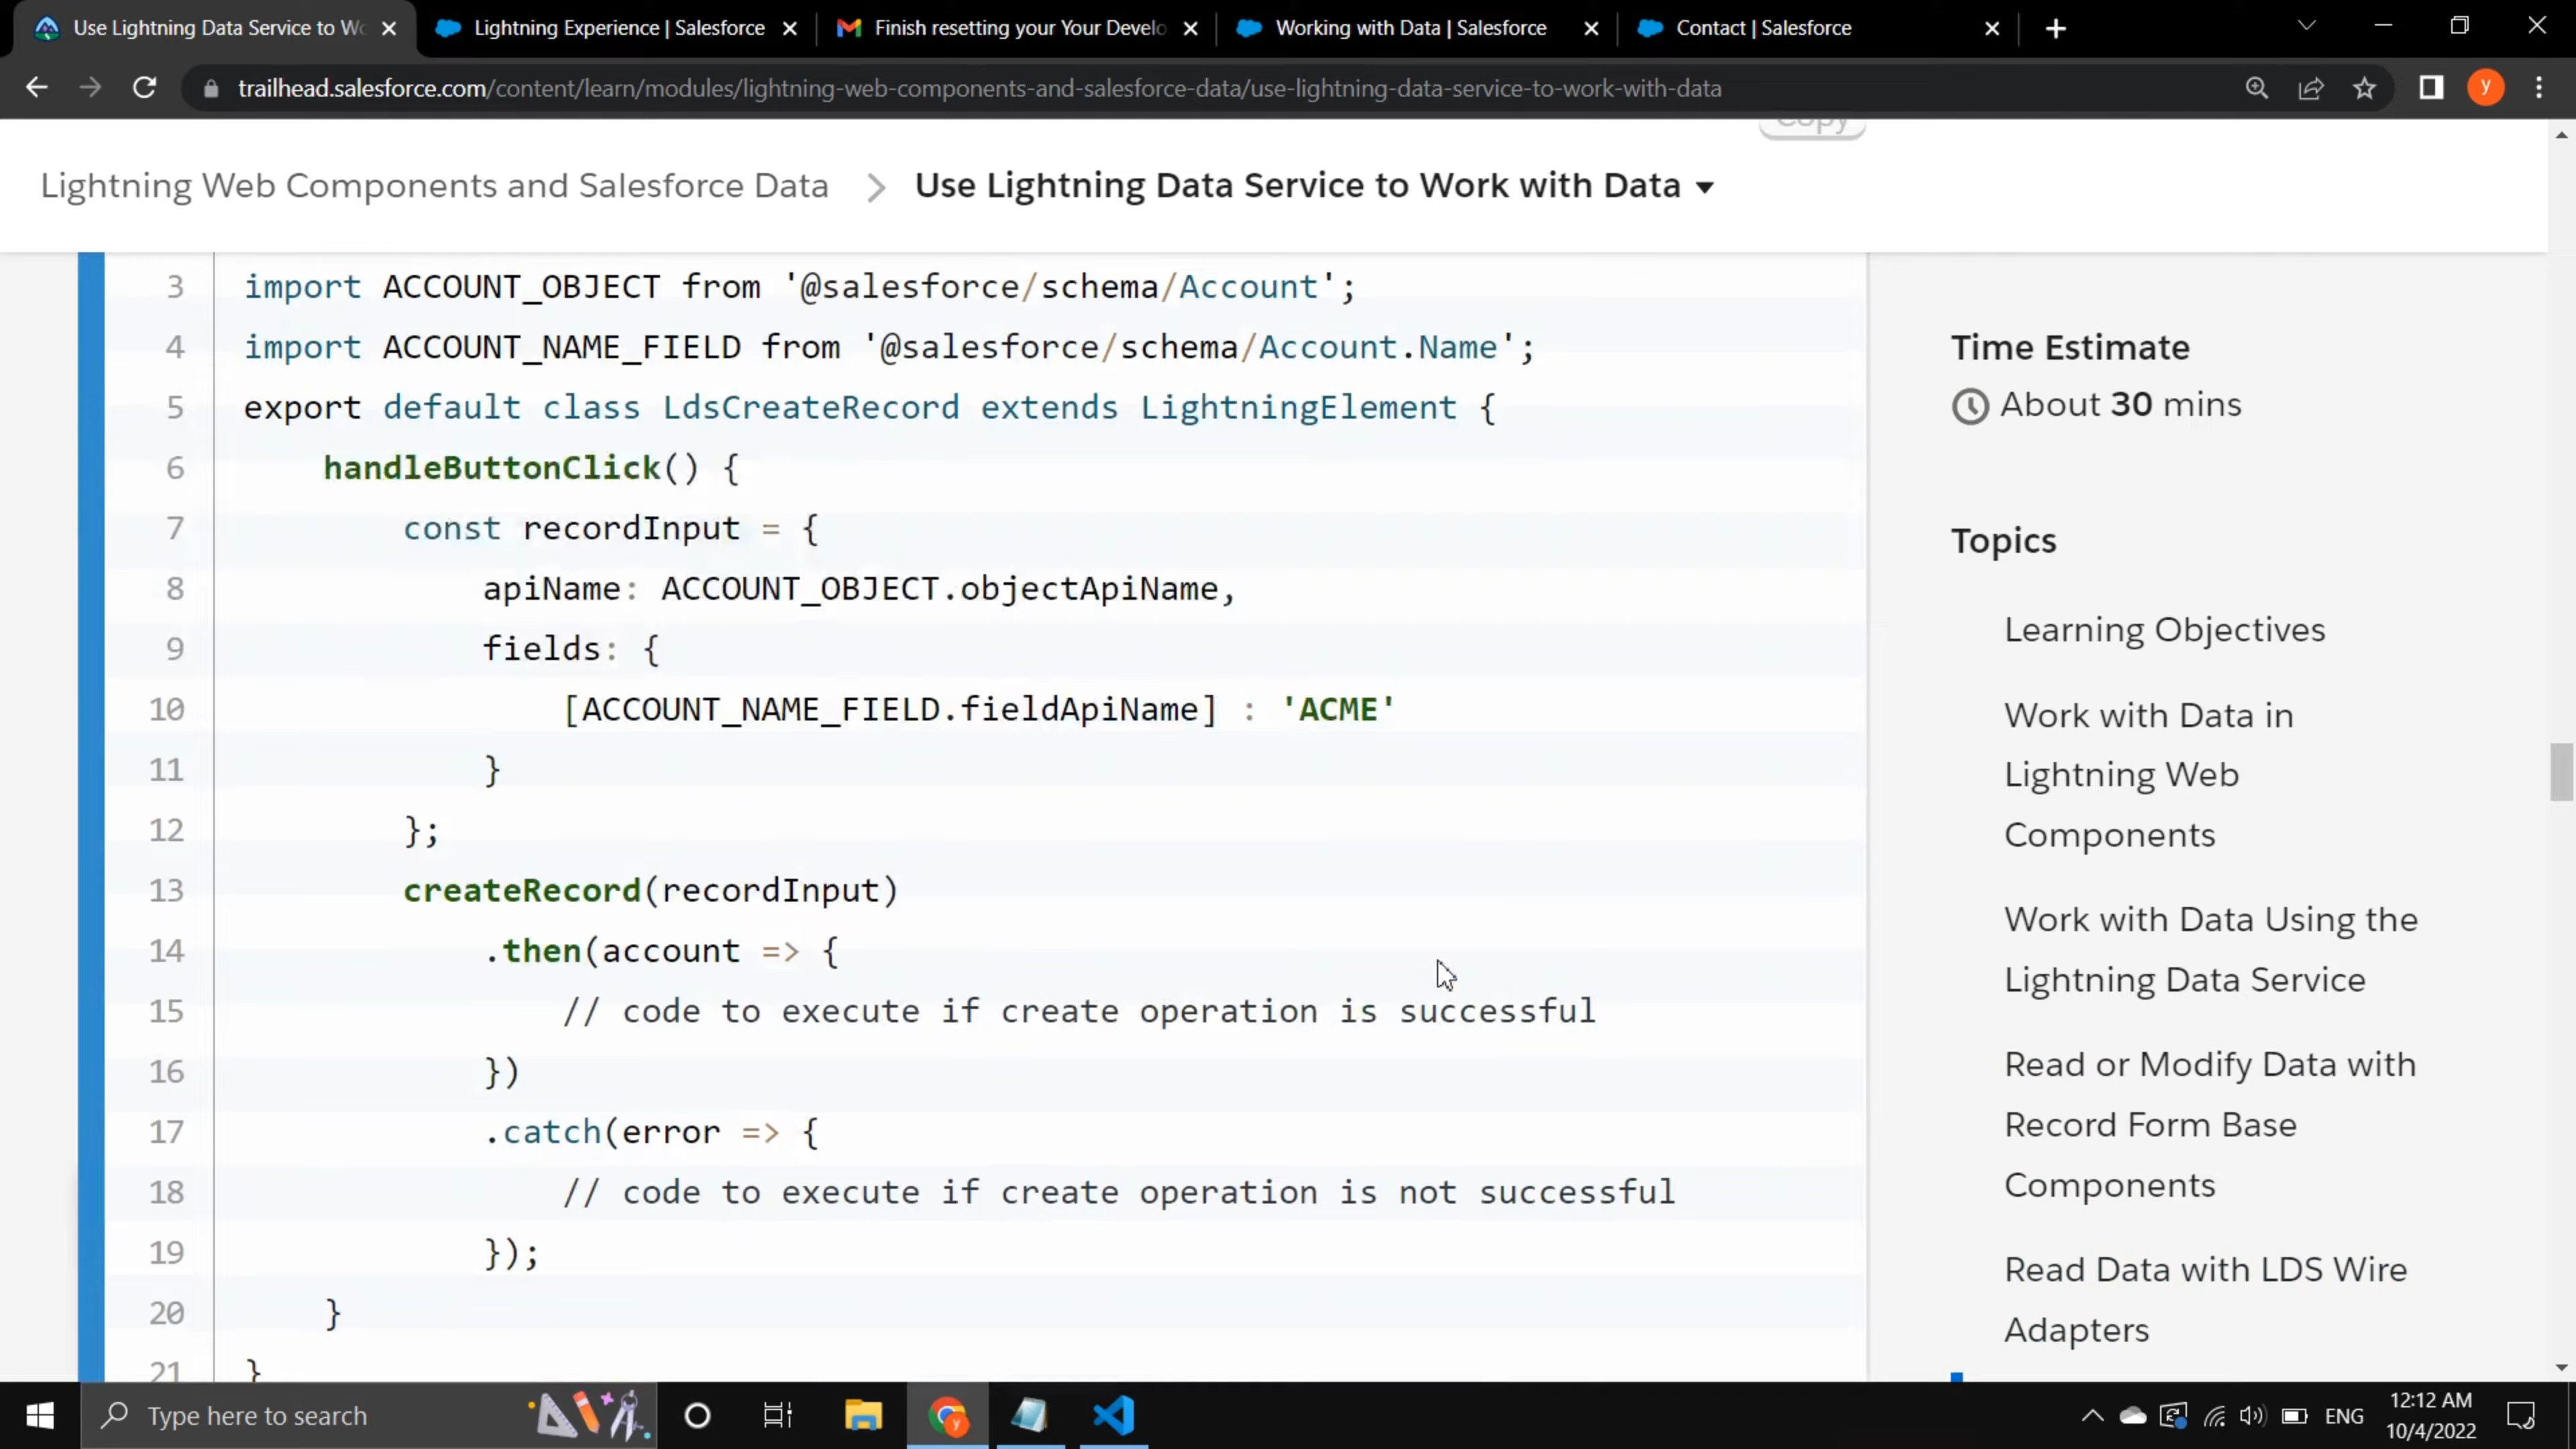 Use Lightning Data Service to Wo
Lightning Experience | Salesforce
Finish resetting your Your Develo
Working with Data | Salesforce
Contact | Salesforce
trailhead.salesforce.com/content/learn/modules/lightning-web-components-and-salesforce-data/use-lightning-data-service-to-work-with-data
y
Copy
Lightning Web Components and Salesforce Data > Use Lightning Data Service to Work with Data
3 import ACCOUNT_OBJECT from '@salesforce/schema/Account';
4 import ACCOUNT_NAME_FIELD from '@salesforce/schema/Account.Name';
5 export default class LdsCreateRecord extends LightningElement {
6 handleButtonClick() {
7 const recordInput = {
8 apiName: ACCOUNT_OBJECT.objectApiName,
9 fields: {
10 [ACCOUNT_NAME_FIELD.fieldApiName] : 'ACME'
11 }
12 };
13 createRecord(recordInput)
14 .then(account => {
15 // code to execute if create operation is successful
16 })
17 .catch(error => {
18 // code to execute if create operation is not successful
19 });
20 }
21 }
Time Estimate
About 30 mins
Topics
Learning Objectives
Work with Data in
Lightning Web
Components
Work with Data Using the
Lightning Data Service
Read or Modify Data with
Record Form Base
Components
Read Data with LDS Wire
Adapters
Type here to search
ENG
12:12 AM
10/4/2022